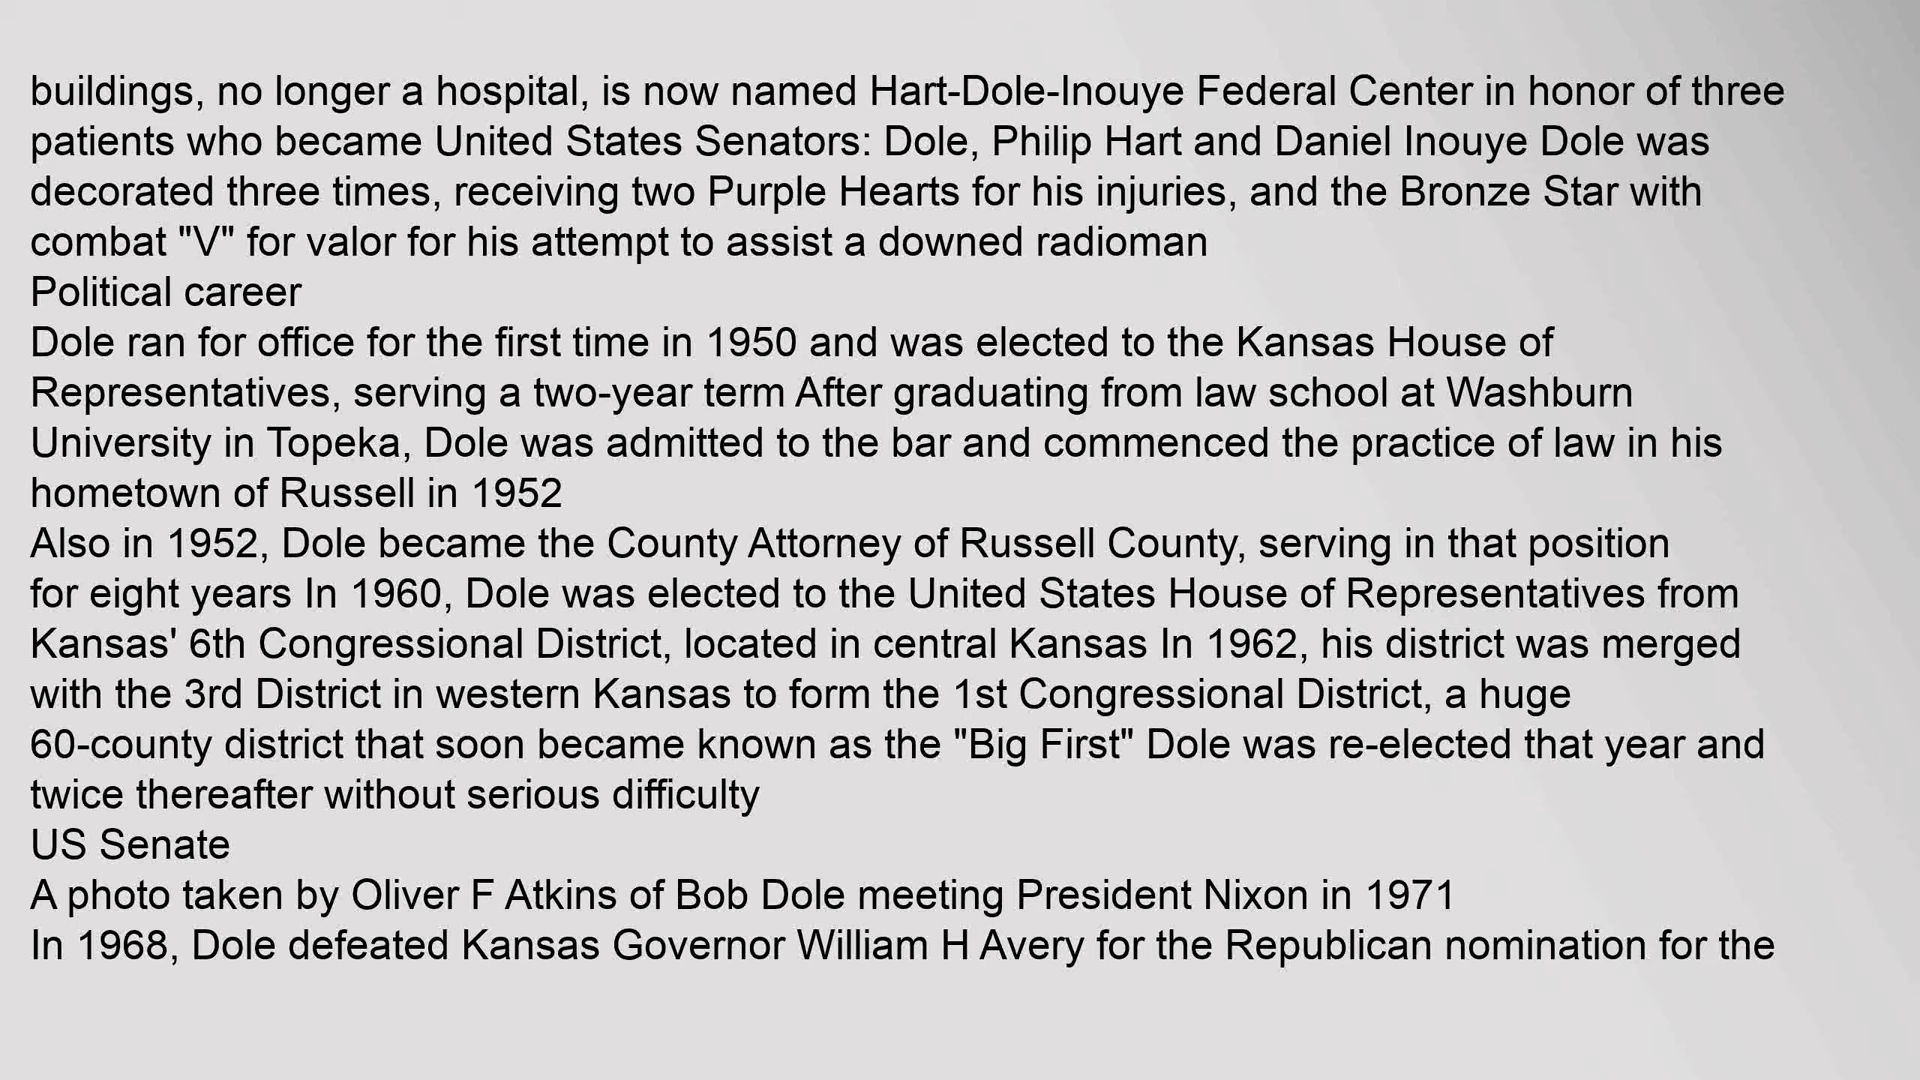 buildings, no longer a hospital, is now named Hart-Dole-Inouye Federal Center in honor of three
patients who became United States Senators: Dole, Philip Hart and Daniel Inouye Dole was
decorated three times, receiving two Purple Hearts for his injuries, and the Bronze Star with
combat "V" for valor for his attempt to assist a downed radioman
Political career
Dole ran for office for the first time in 1950 and was elected to the Kansas House of
Representatives, serving a two-year term After graduating from law school at Washburn
University in Topeka, Dole was admitted to the bar and commenced the practice of law in his
hometown of Russell in 1952
Also in 1952, Dole became the County Attorney of Russell County, serving in that position
for eight years In 1960, Dole was elected to the United States House of Representatives from
Kansas' 6th Congressional District, located in central Kansas In 1962, his district was merged
with the 3rd District in western Kansas to form the 1st Congressional District, a huge
60-county district that soon became known as the "Big First" Dole was re-elected that year and
twice thereafter without serious difficulty
US Senate
A photo taken by Oliver F Atkins of Bob Dole meeting President Nixon in 1971
In 1968, Dole defeated Kansas Governor William H Avery for the Republican nomination for the